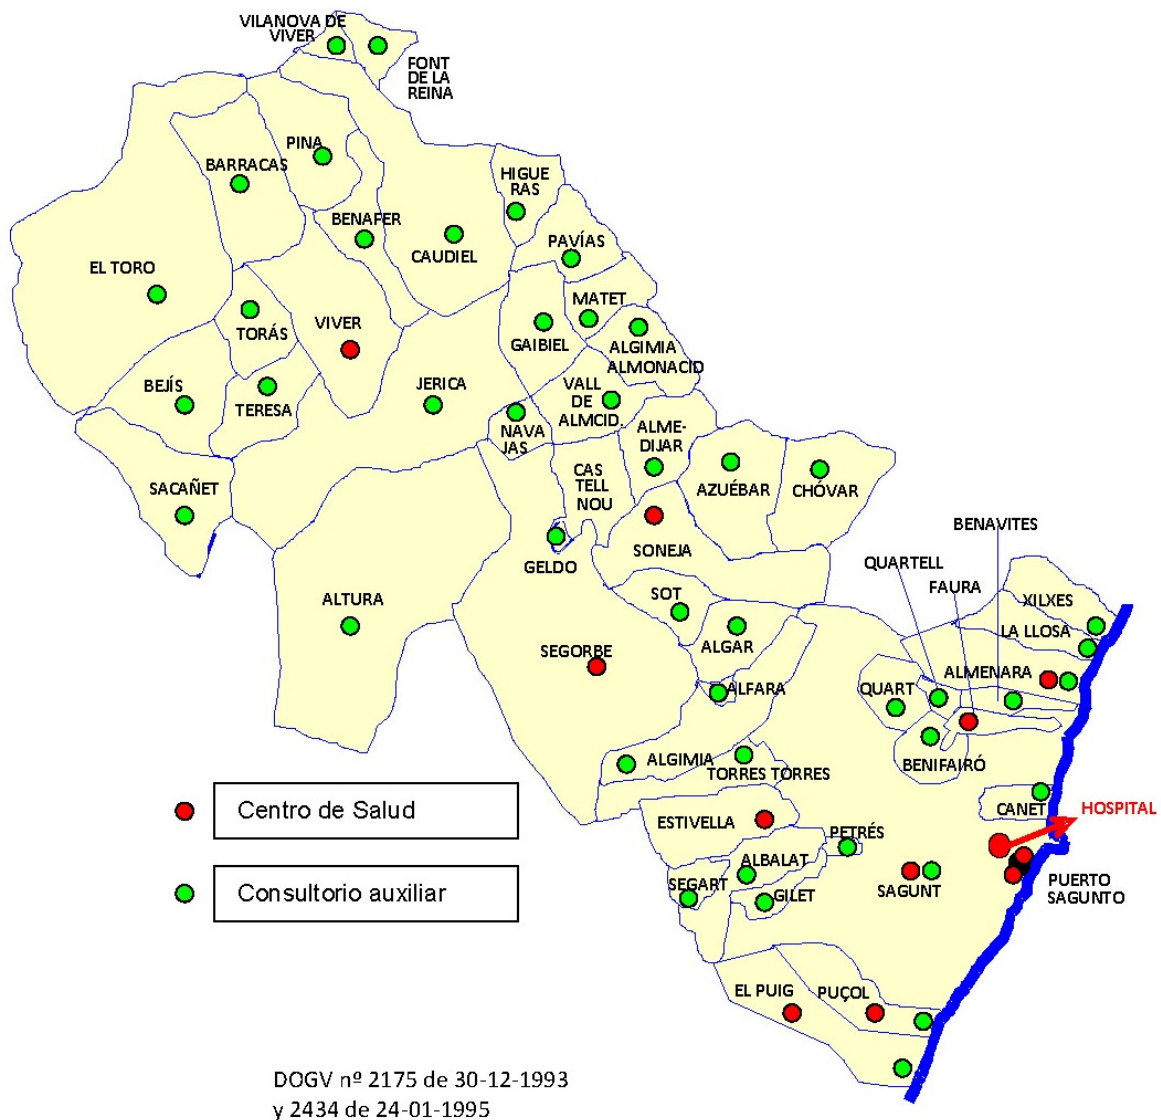 VILANOVA DE
VIVER
FONT
DE LA
REINA
PINA
BARRACAS
HIGUE
RAS
BENAFER
CAUDIEL
PAVÍAS
EL TORO
MATET
TORÁS
VIVER
GAIBIEL
ALGIMIA
ALMONACID
BEJÍS
TERESA
JERICA
VALL
DE
ALMCID.
NAVA
JAS
ALME-
DIJAR
CAS
TELL
NOU
AZUÉBAR
CHÓVAR
SACAÑET
SONEJA
GELDO
BENAVITES
QUARTELL
FAURA
ALTURA
SOT
XILXES
LA LLOSA
ALGAR
SEGORBE
ALMENARA
QUART
ALFARA
BENIFAIRÓ
ALGIMIA
TORRES TORRES
CANET
HOSPITAL
Centro de Salud
ESTIVELLA
PETRÉS
ALBALAT
SEGART
GILET
SAGUNT
PUERTO
SAGUNTO
Consultorio auxiliar
EL PUIG
PUÇOL
DOGV nº 2175 de 30-12-1993
y 2434 de 24-01-1995